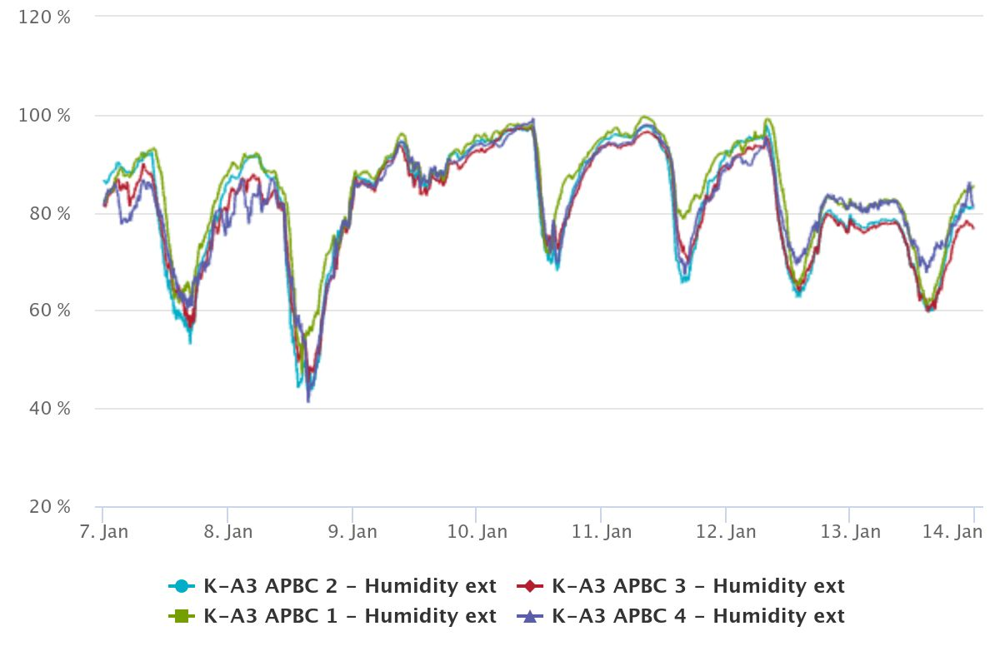 120 %
100 %
80 %
60 %
40 %
20 %
7. Jan 8. Jan 9. Jan 10. Jan 11. Jan 12. Jan 13. Jan 14. Jan
K-A3 APBC 2 - Humidity ext K-A3 APBC 3 - Humidity ext
K-A3 APBC 1 - Humidity ext K-A3 APBC 4 - Humidity ext